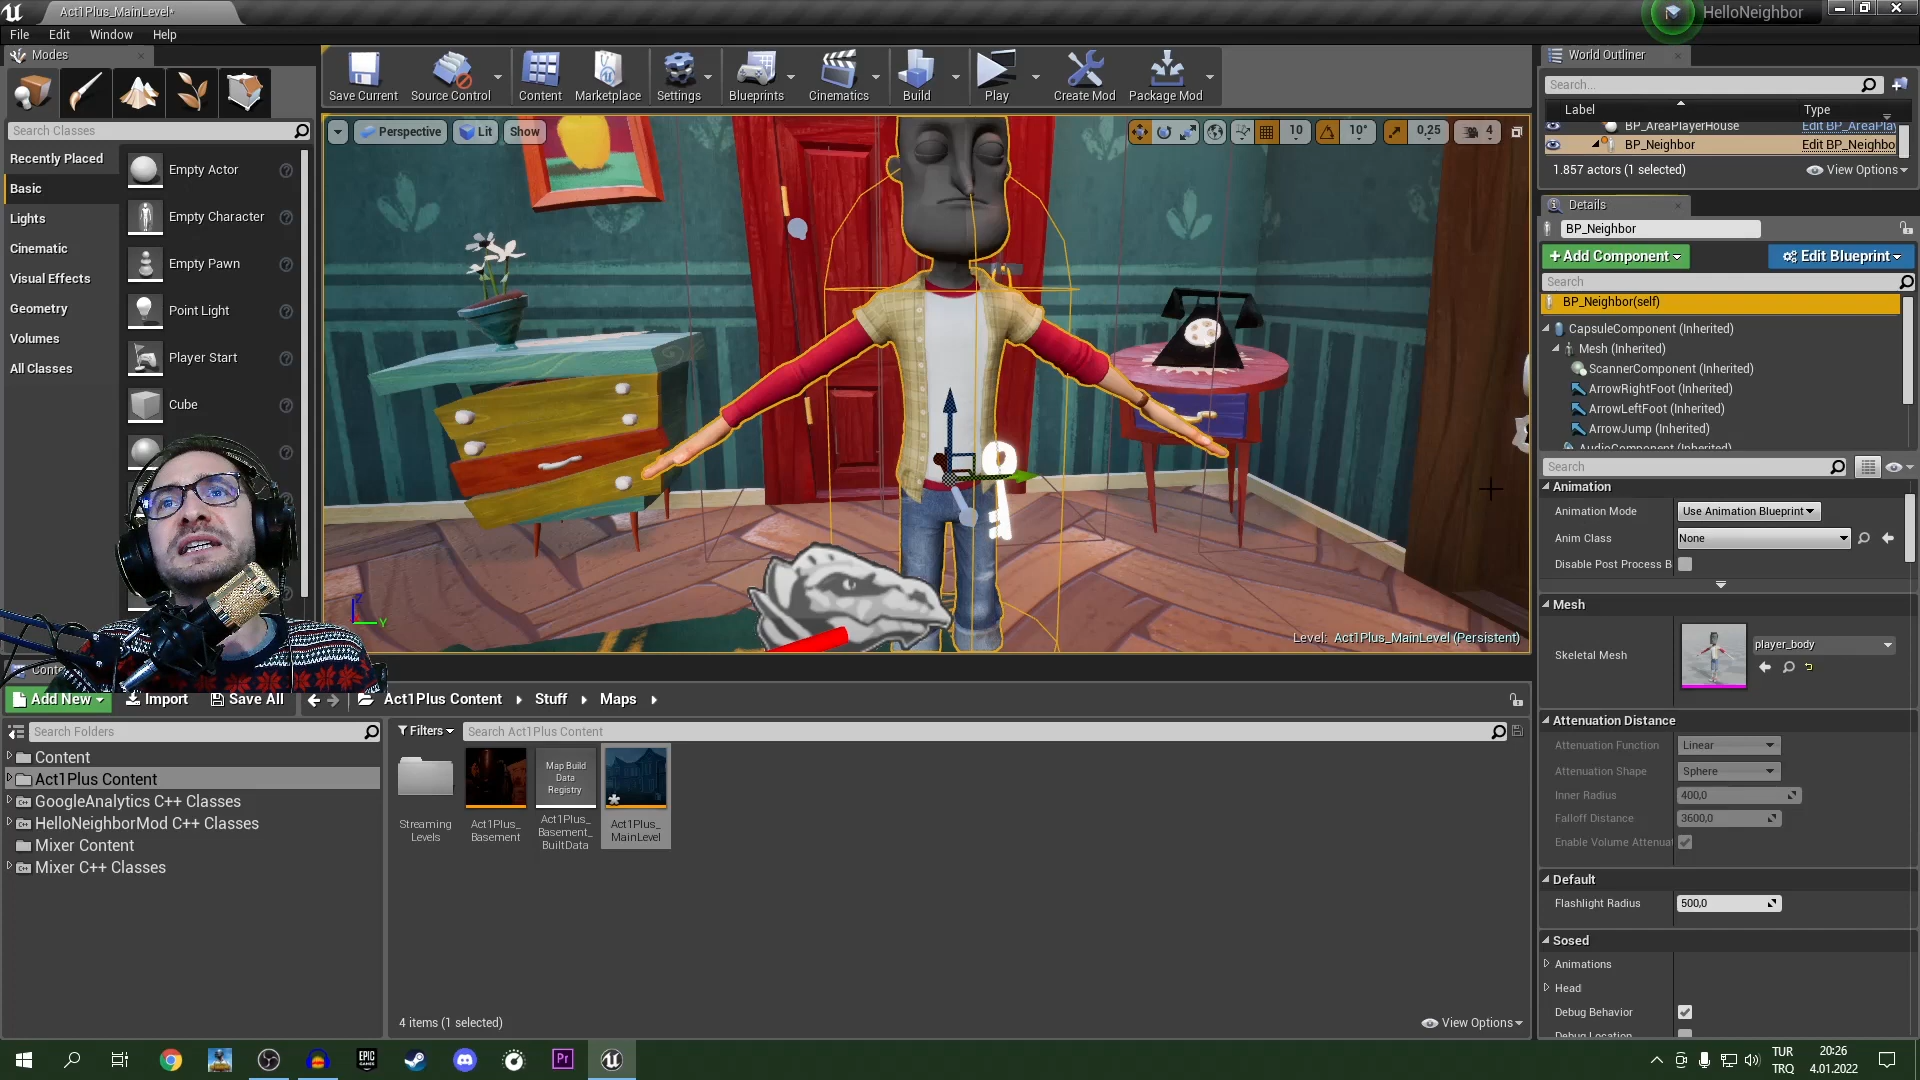 Act1Plus_MainLevel*
HelloNeighbor
File Edit Window Help
Modes
Search Classes
Recently Placed
Basic
Lights
Cinematic
Visual Effects
Geometry
Volumes
All Classes
Empty Actor
Empty Character
Empty Pawn
Point Light
Player Start
Cube
Save Current
Source Control
Content
Marketplace
Settings
Blueprints
Cinematics
Build
Play
Create Mod
Package Mod
Perspective
Lit
Show
10
10°
0,25
4
Level: Act1Plus_MainLevel (Persistent)
World Outliner
Search...
Label Type
BP_AreaPlayerHouse Edit BP_AreaPlay
BP_Neighbor Edit BP_Neighbo
1.857 actors (1 selected)
View Options
Details
BP_Neighbor
+Add Component
Edit Blueprint
Search
BP_Neighbor(self)
CapsuleComponent (Inherited)
Mesh (Inherited)
ScannerComponent (Inherited)
ArrowRightFoot (Inherited)
ArrowLeftFoot (Inherited)
ArrowJump (Inherited)
AudioComponent (Inherited)
Search
Animation
Animation Mode Use Animation Blueprint
Anim Class None
Disable Post Process B
Mesh
Skeletal Mesh player_body
Attenuation Distance
Attenuation Function Linear
Attenuation Shape Sphere
Inner Radius 400,0
Falloff Distance 3600,0
Enable Volume Attenuat
Default
Flashlight Radius 500,0
Sosed
Animations
Head
Debug Behavior
Debug Location
Add New
Import
Save All
Act1Plus Content
Stuff
Maps
Search Folders
Filters
Search Act1Plus Content
Content
Act1Plus Content
GoogleAnalytics C++ Classes
HelloNeighborMod C++ Classes
Mixer Content
Mixer C++ Classes
Map Build
Data
Registry
Streaming
Levels
Act1Plus_
Basement
Act1Plus_
Basement_
BuiltData
Act1Plus_
MainLevel
4 items (1 selected)
View Options
EPIC
GAMES
Pr
TUR
TRQ
20:26
4.01.2022